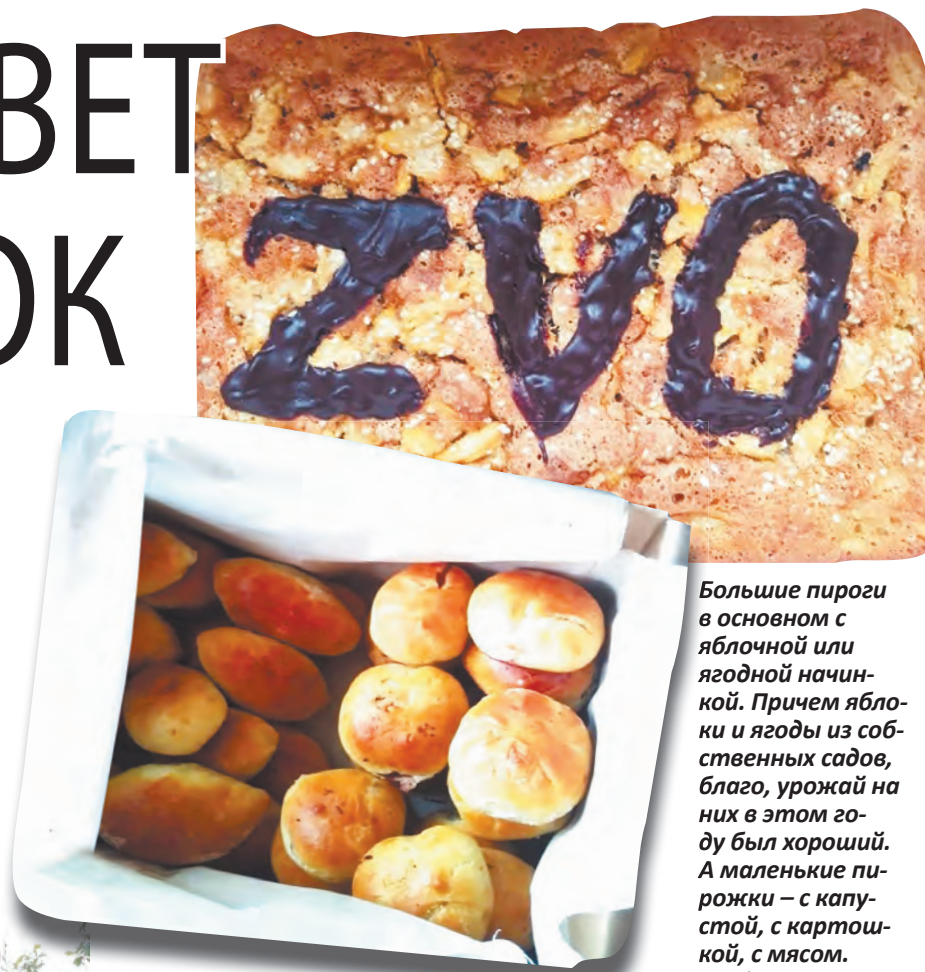 ВЕТ
ОК
ZVO
Большие пироги
в основном с
яблочной или
ягодной начин-
кой. Причем ябло-
ки и ягоды из соб-
ственных садов,
благо, урожай на
них в этом го-
ду был хороший.
А маленькие пи-
рожки – с капу-
стой, с картош-
кой, с мясом.